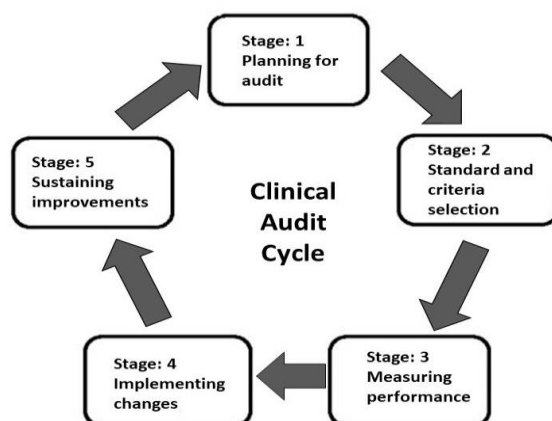 Stage: 1
Planning for
audit
Stage: 2
Standard and
criteria
selection
Stage: 3
Measuring
performance
Stage: 4
Implementing
changes
Stage: 5
Sustaining
improvements
Clinical
Audit
Cycle